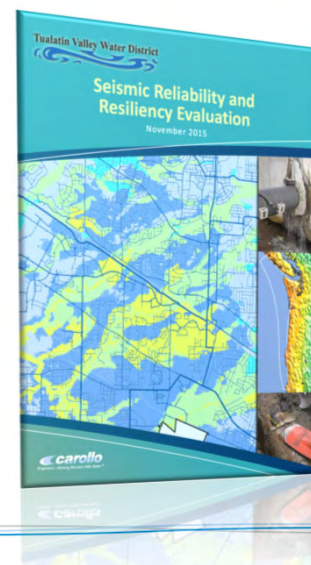 Tualatin Valley Water District
Seismic Reliability and
Resiliency Evaluation
November 2015
carollo